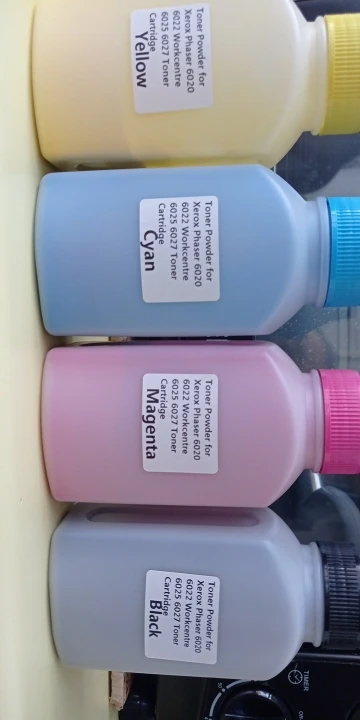 Toner Powder for
Xerox Phaser 6020
6022 Workcentre
6025 6027 Toner
Cartridge
Yellow
Toner Powder for
Xerox Phaser 6020
6022 Workcentre
6025 6027 Toner
Cartridge
Cyan
Toner Powder for
Xerox Phaser 6020
6022 Workcentre
6025 6027 Toner
Cartridge
Magenta
Toner Powder for
Xerox Phaser 6020
6022 Workcentre
6025 6027 Toner
Cartridge
Black
TIMER